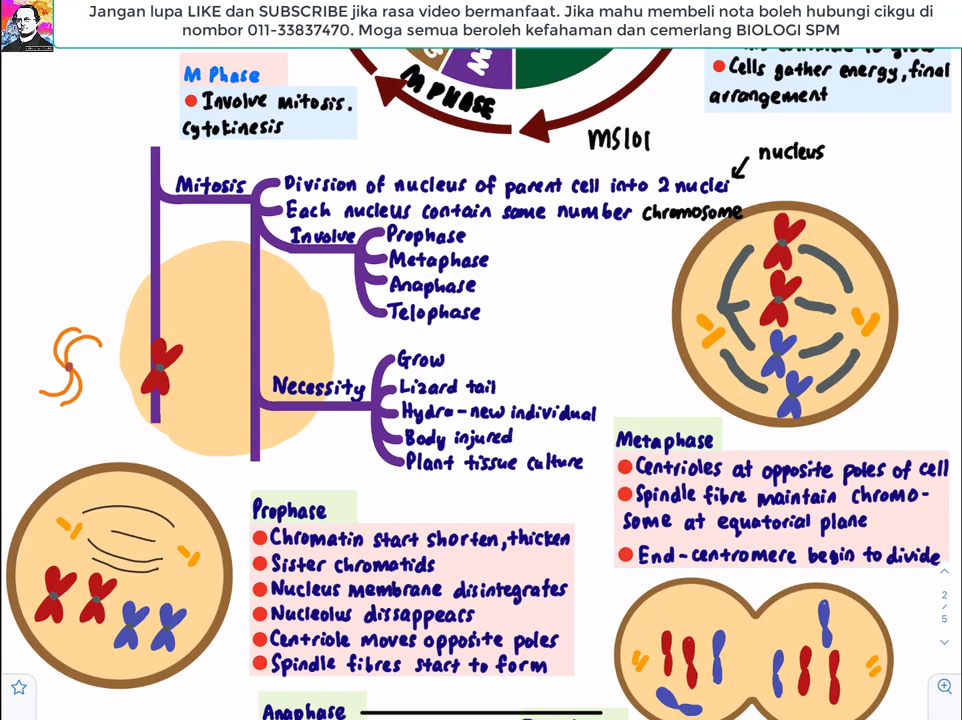 Jangan lupa LIKE dan SUBSCRIBE jika rasa video bermanfaat. Jika mahu membeli nota boleh hubungi cikgu di
nombor 011-33837470. Moga semua beroleh kefahaman dan cemerlang BIOLOGI SPM
M Phase
Involve mitosis.
cytokinesis
M PHASE
Cells gather energy, final
arrangement
MSlol
nucleus
Mitosis
Division of nucleus of parent cell into 2 nuclei
Each nucleus contain same number chromosome
Involve
Prophase
Metaphase
Anaphase
Telophase
Necessity
Grow
Lizard tail
Hydra - new individual
Body injured
Plant tissue culture
Metaphase
Centrioles at opposite poles of cell
Spindle fibre maintain chromo-
some at equatorial plane
End - centromere begin to divide
Prophase
Chromatin start shorten, thicken
Sister chromatids
Nucleus membrane disintegrates
Nucleolus dissappears
Centriole moves opposite poles
Spindle fibres start to form
2
/
5
Anaphase